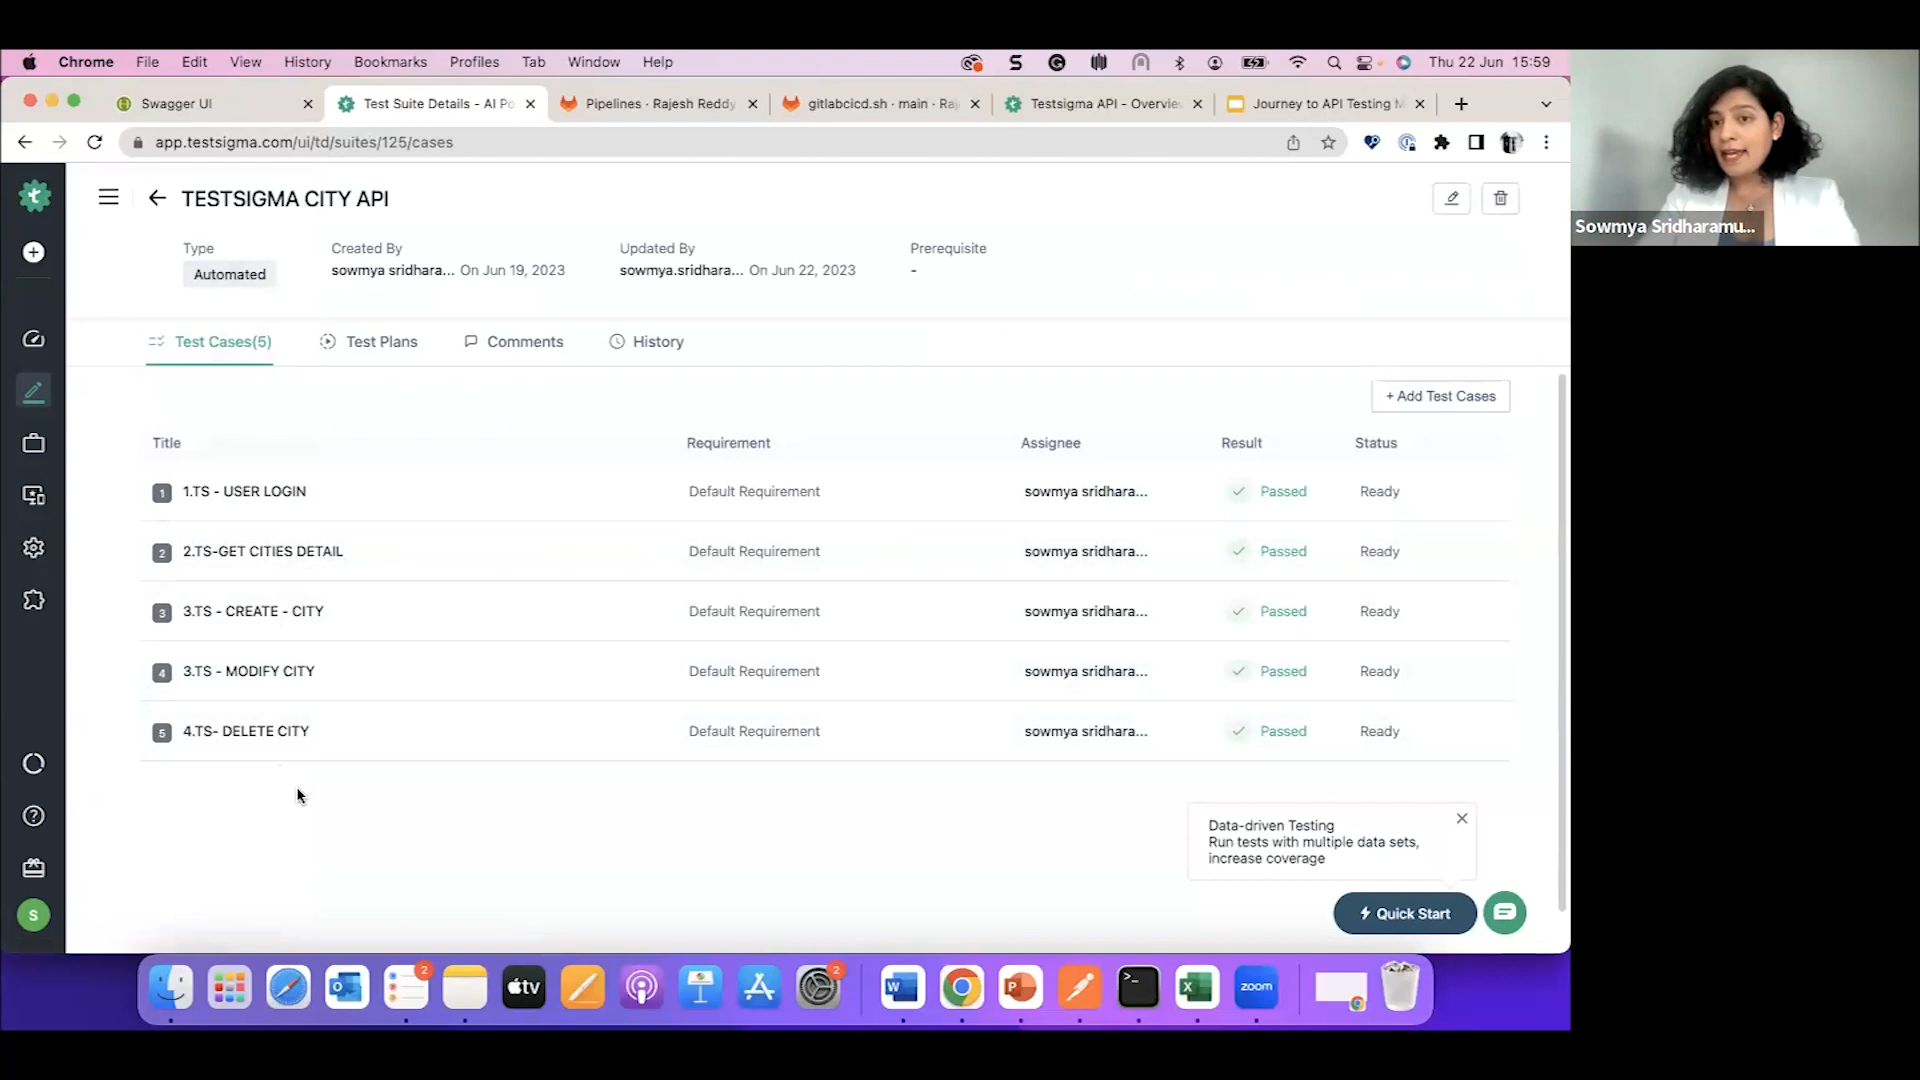 Chrome File Edit View History Bookmarks Profiles Tab Window Help Thu 22 Jun 15:59
Swagger UI
Test Suite Details - AI Po
Pipelines · Rajesh Reddy
gitlabcicd.sh · main · Raj
Testsigma API - Overvie
Journey to API Testing M
app.testsigma.com/ui/td/suites/125/cases
Sowmya Sridharamu...
TESTSIGMA CITY API
Type Created By Updated By Prerequisite
Automated sowmya sridhara... On Jun 19, 2023 sowmya.sridhara... On Jun 22, 2023 -
Test Cases(5) Test Plans Comments History
+ Add Test Cases
Title Requirement Assignee Result Status
1 1.TS - USER LOGIN Default Requirement sowmya sridhara... Passed Ready
2 2.TS-GET CITIES DETAIL Default Requirement sowmya sridhara... Passed Ready
3 3.TS - CREATE - CITY Default Requirement sowmya sridhara... Passed Ready
4 3.TS - MODIFY CITY Default Requirement sowmya sridhara... Passed Ready
5 4.TS- DELETE CITY Default Requirement sowmya sridhara... Passed Ready
Data-driven Testing
Run tests with multiple data sets,
increase coverage
Quick Start
S
2 tv 2 W P X zoom